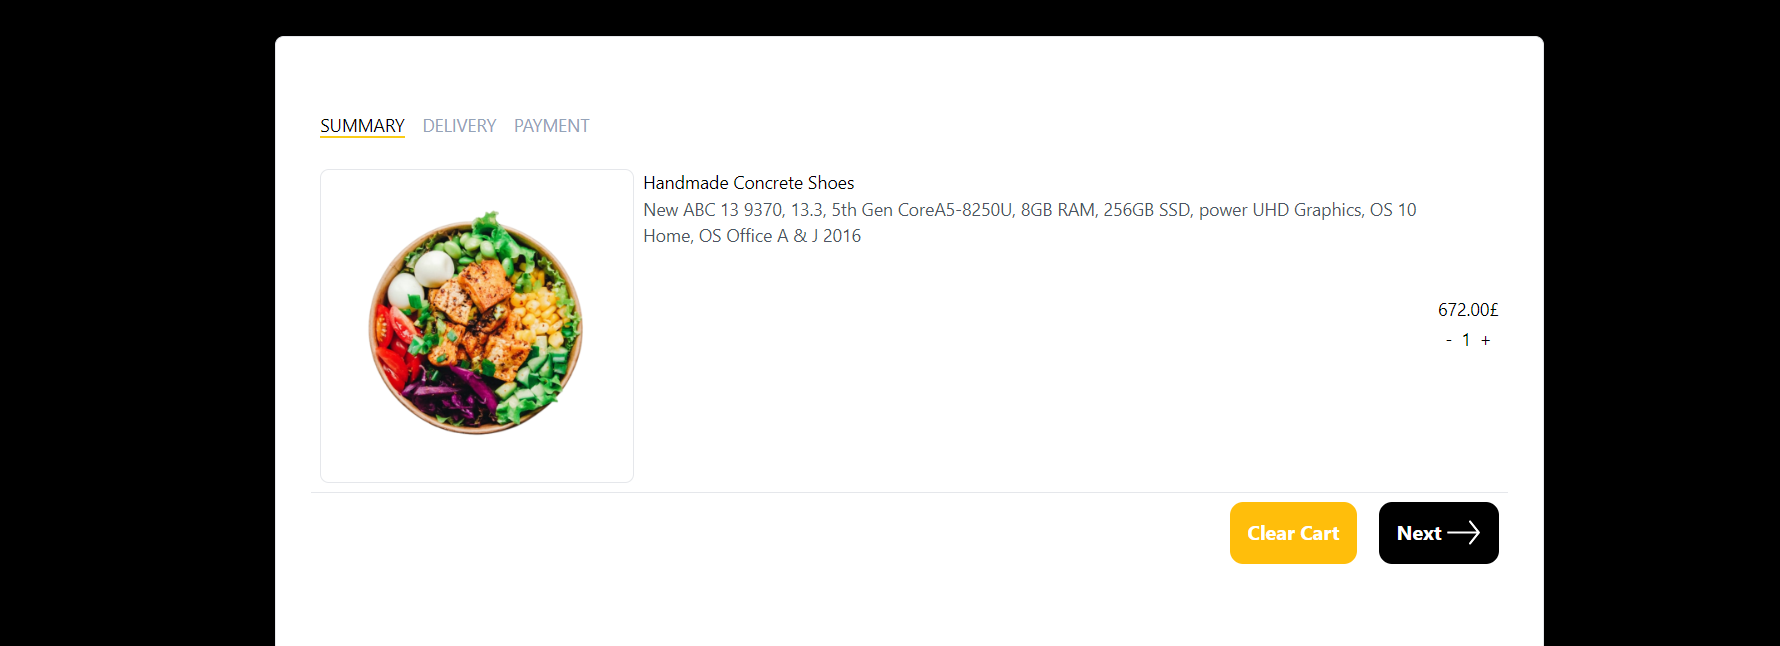 SUMMARY DELIVERY PAYMENT
Handmade Concrete Shoes
New ABC 13 9370, 13.3, 5th Gen CoreA5-8250U, 8GB RAM, 256GB SSD, power UHD Graphics, OS 10
Home, OS Office A & J 2016
672.00£
- 1 +
Clear Cart Next